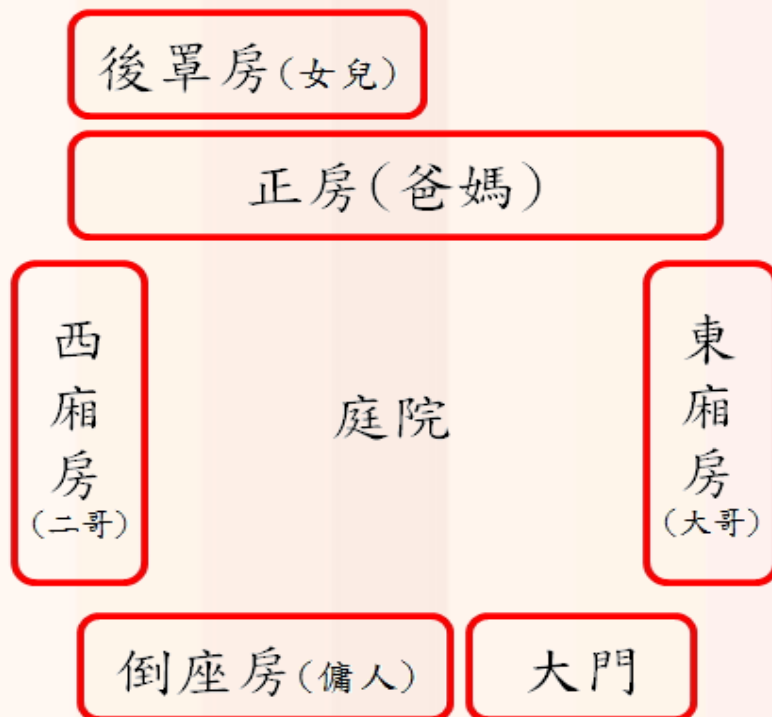 後罩房(女兒)
正房(爸媽)
西廂房(二哥)
庭院
東廂房(大哥)
倒座房(傭人)
大門